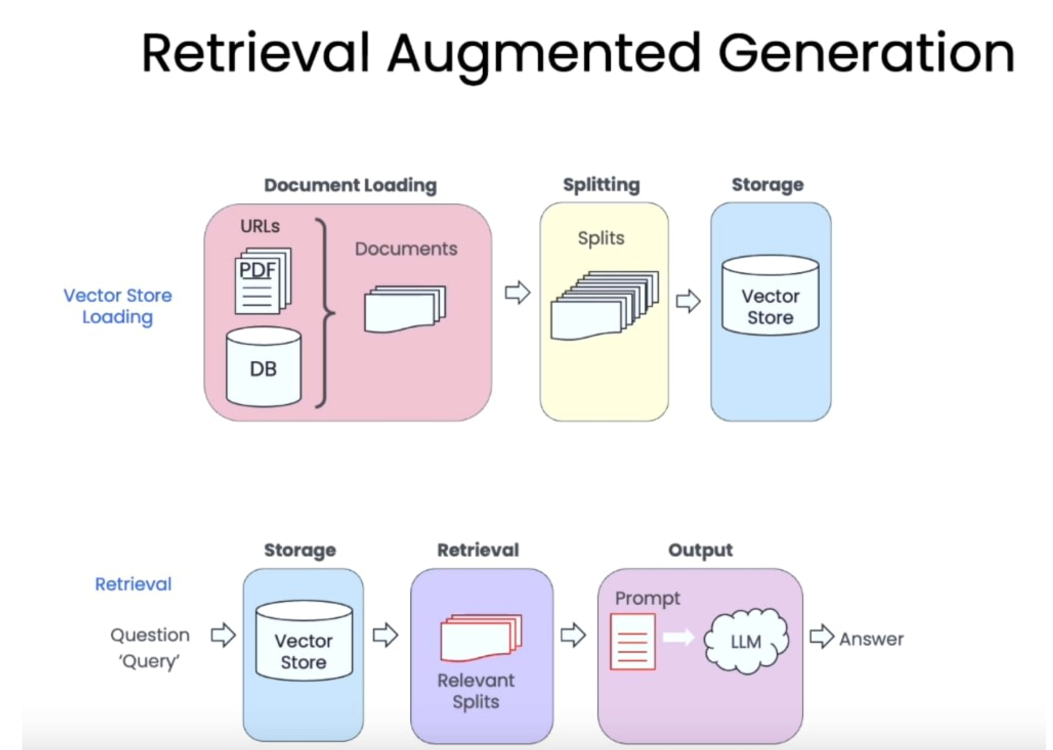 Retrieval Augmented Generation
Document Loading
Splitting
Storage
URLs
PDF
DB
Documents
Splits
Vector
Store
Vector Store
Loading
Storage
Retrieval
Output
Retrieval
Question
‘Query’
Vector
Store
Relevant
Splits
Prompt
LLM
Answer